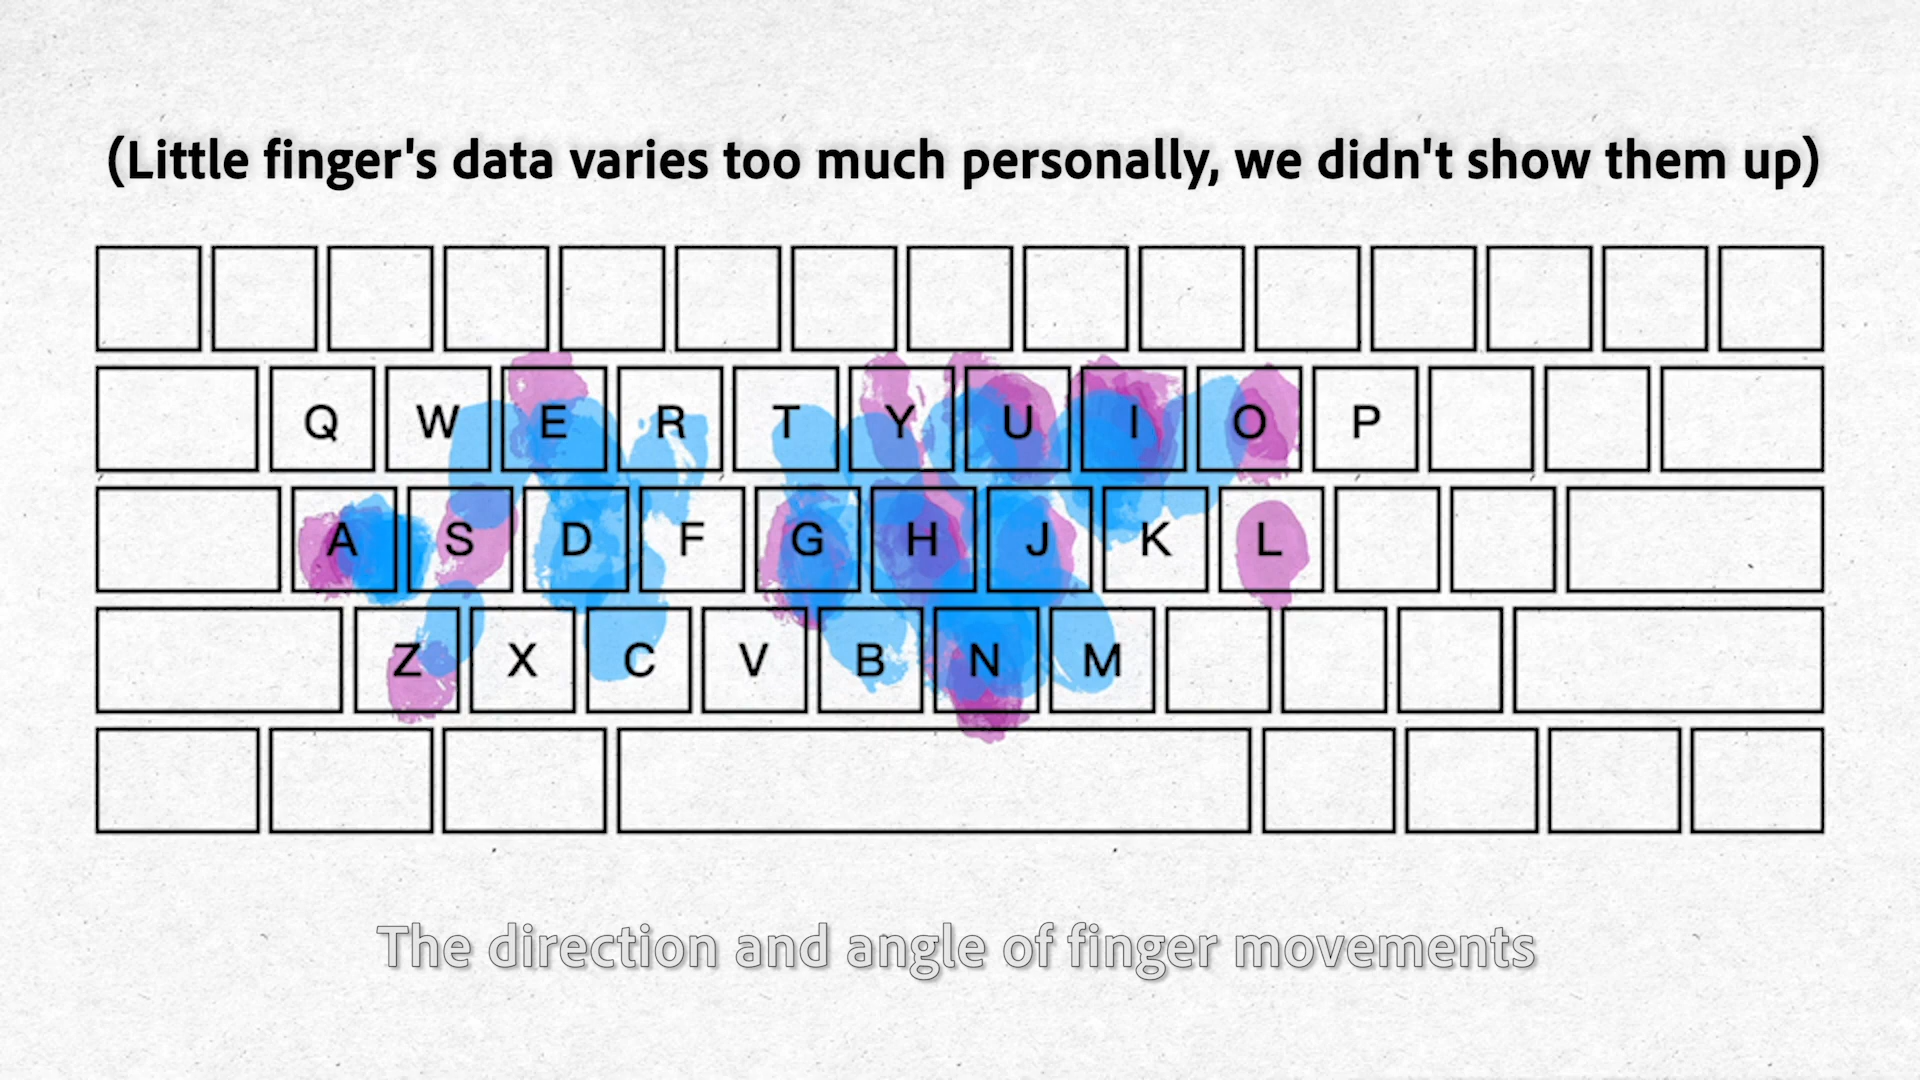 (Little finger's data varies too much personally, we didn't show them up)
Q W E R T Y U I O P
A S D F G H J K L
Z X C V B N M
The direction and angle of finger movements